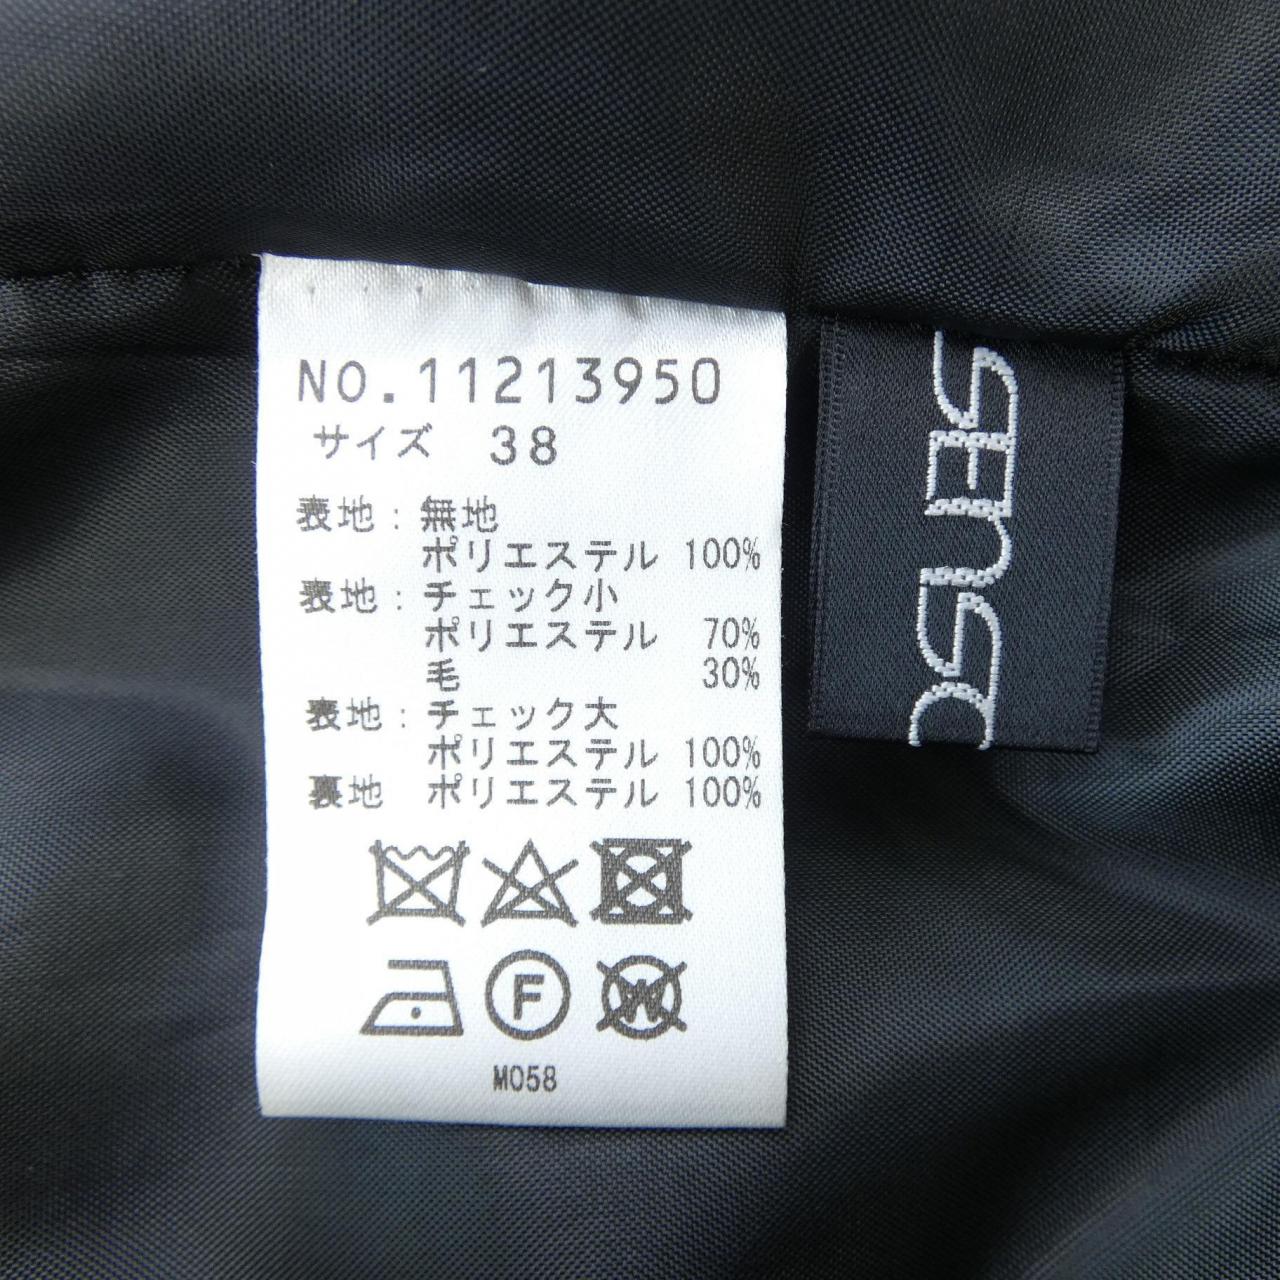 NO.11213950
サイズ 38
表地：無地
ポリエステル 100%
表地：チェック小
ポリエステル 70%
毛 30%
表地：チェック大
ポリエステル 100%
裏地 ポリエステル 100%
F
W
M058
SENSO